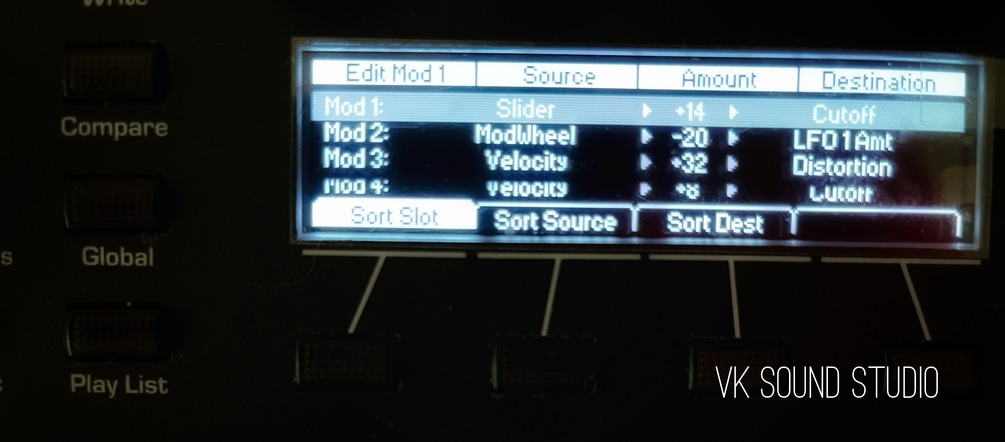 Write
Compare
Global
Play List
Edit Mod 1 Source Amount Destination
Mod 1: Slider +14 Cutoff
Mod 2: ModWheel -20 LFO1Amt
Mod 3: Velocity +32 Distortion
Mod 4: Velocity +8 Cutoff
Sort Slot Sort Source Sort Dest
VK SOUND STUDIO